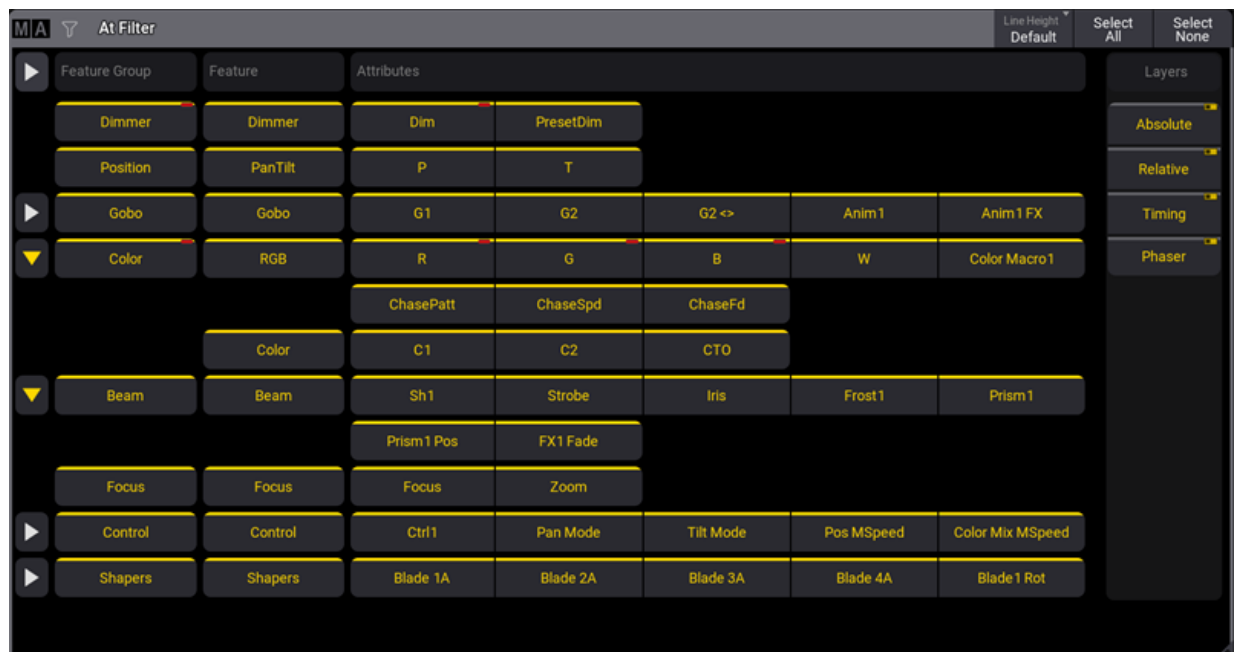 MA At Filter Line Height Default Select All Select None
Feature Group Feature Attributes Layers
Dimmer Dimmer Dim PresetDim Absolute
Position PanTilt P T Relative
Gobo Gobo G1 G2 G2 <> Anim1 Anim1 FX Timing
Color RGB R G B W Color Macro1 Phaser
ChasePatt ChaseSpd ChaseFd
Color C1 C2 CTO
Beam Beam Sh1 Strobe Iris Frost1 Prism1
Prism1 Pos FX1 Fade
Focus Focus Focus Zoom
Control Control Ctrl1 Pan Mode Tilt Mode Pos MSpeed Color Mix MSpeed
Shapers Shapers Blade 1A Blade 2A Blade 3A Blade 4A Blade1 Rot